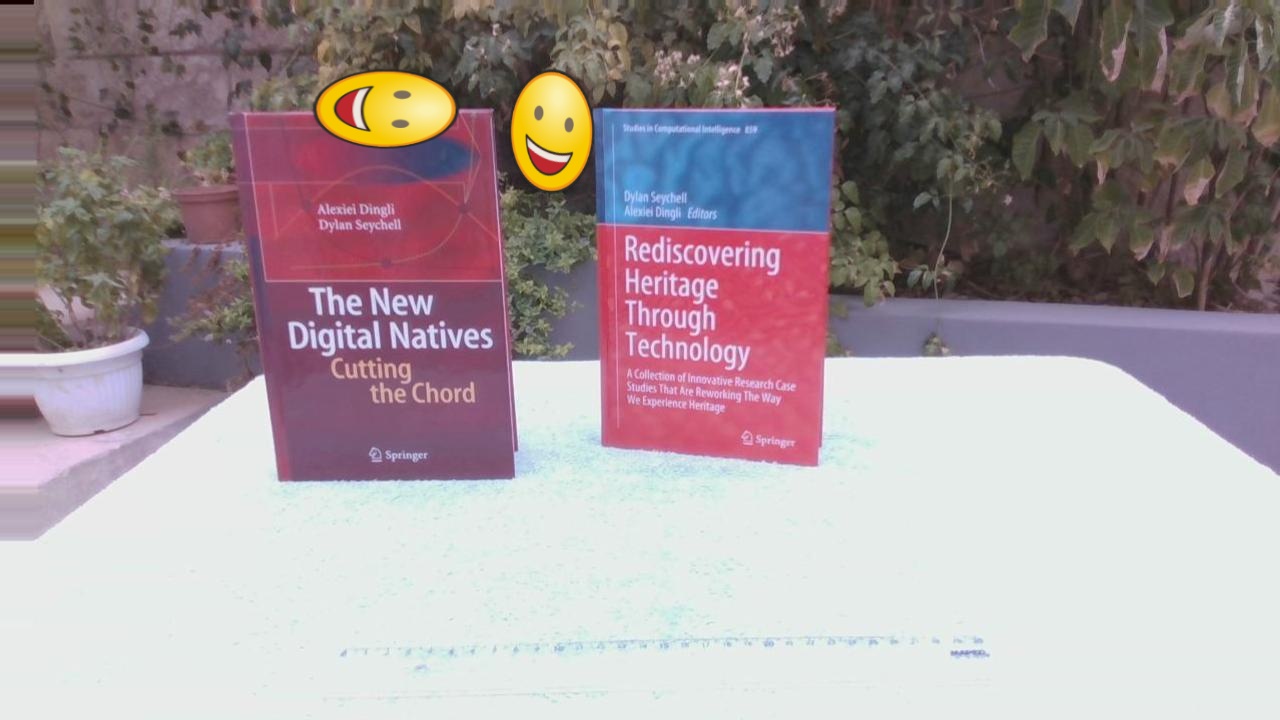 Alexiei Dingli
Dylan Seychell
The New
Digital Natives
Cutting
the Chord
Springer
Studies in Computational Intelligence 859
Dylan Seychell
Alexiei Dingli Editors
Rediscovering
Heritage
Through
Technology
A Collection of Innovative Research Case
Studies That Are Reworking The Way
We Experience Heritage
Springer